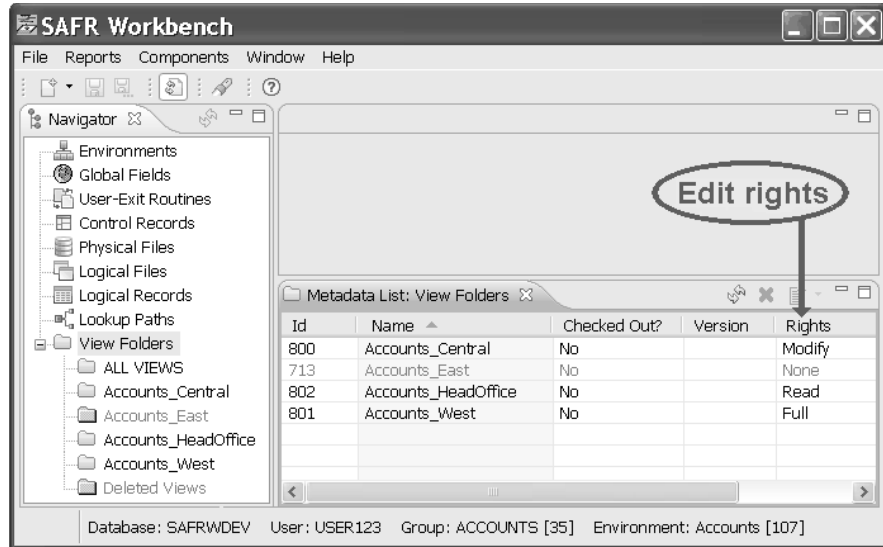 SAFR Workbench
File Reports Components Window Help
Navigator
Environments
Global Fields
User-Exit Routines
Control Records
Physical Files
Logical Files
Logical Records
Lookup Paths
View Folders
ALL VIEWS
Accounts_Central
Accounts_East
Accounts_HeadOffice
Accounts_West
Deleted Views
Edit rights
Metadata List: View Folders
Id Name Checked Out? Version Rights
800 Accounts_Central No Modify
713 Accounts_East No None
802 Accounts_HeadOffice No Read
801 Accounts_West No Full
Database: SAFRWDEV User: USER123 Group: ACCOUNTS [35] Environment: Accounts [107]